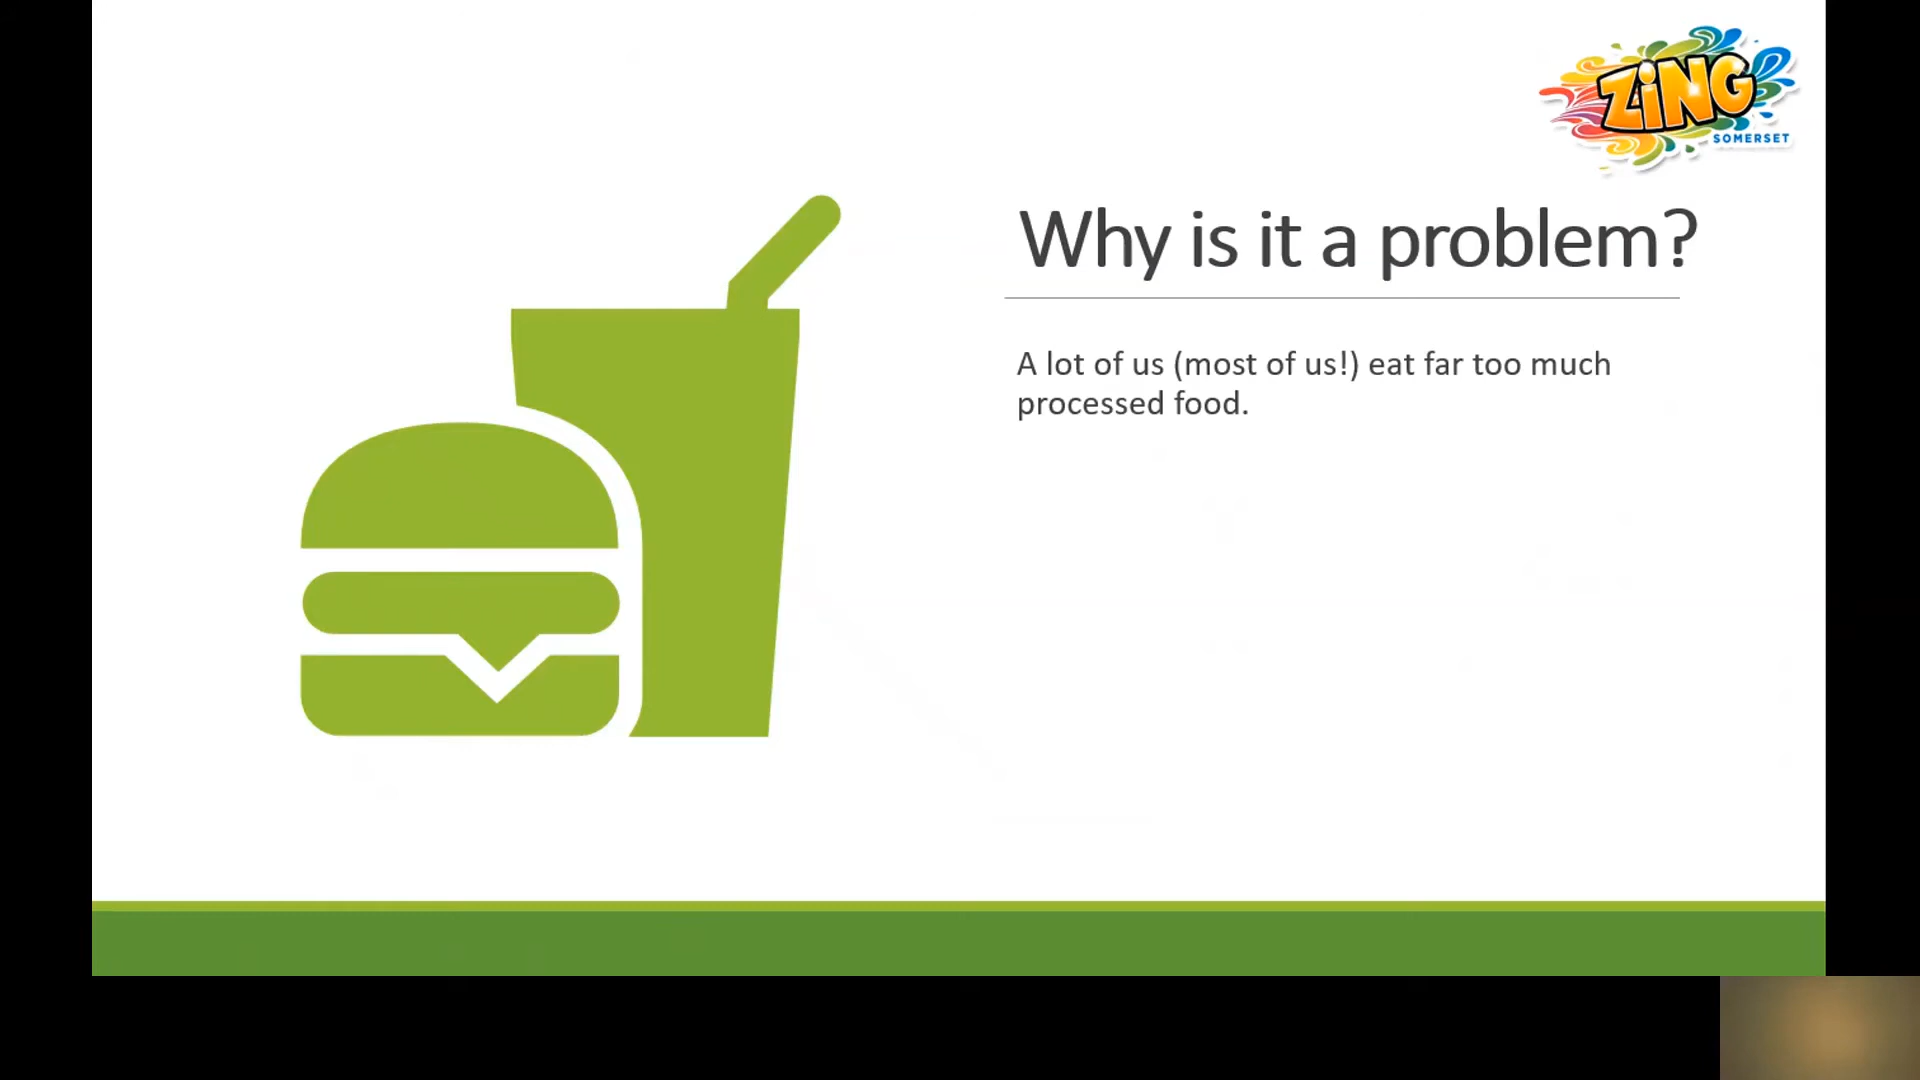 ZiNG
SOMERSET
Why is it a problem?
A lot of us (most of us!) eat far too much
processed food.